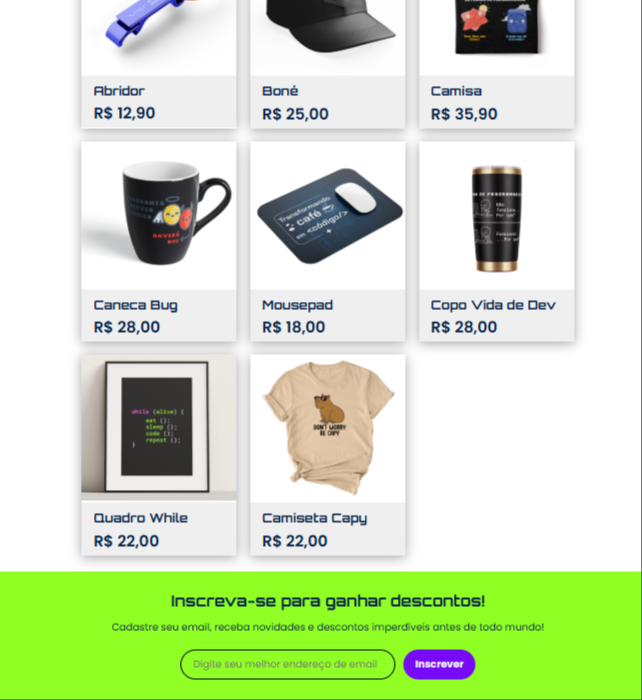 Abridor
R$ 12,90
Boné
R$ 25,00
Camisa
R$ 35,90
Transformando
café
em <código/>
Caneca Bug
R$ 28,00
Mousepad
R$ 18,00
Copo Vida de Dev
R$ 28,00
while (alive) {
eat ();
sleep ();
code ();
repeat ();
}
DON'T WORRY
BE CAPY
Quadro While
R$ 22,00
Camiseta Capy
R$ 22,00
Inscreva-se para ganhar descontos!
Cadastre seu email, receba novidades e descontos imperdíveis antes de todo mundo!
Digite seu melhor endereço de email
Inscrever